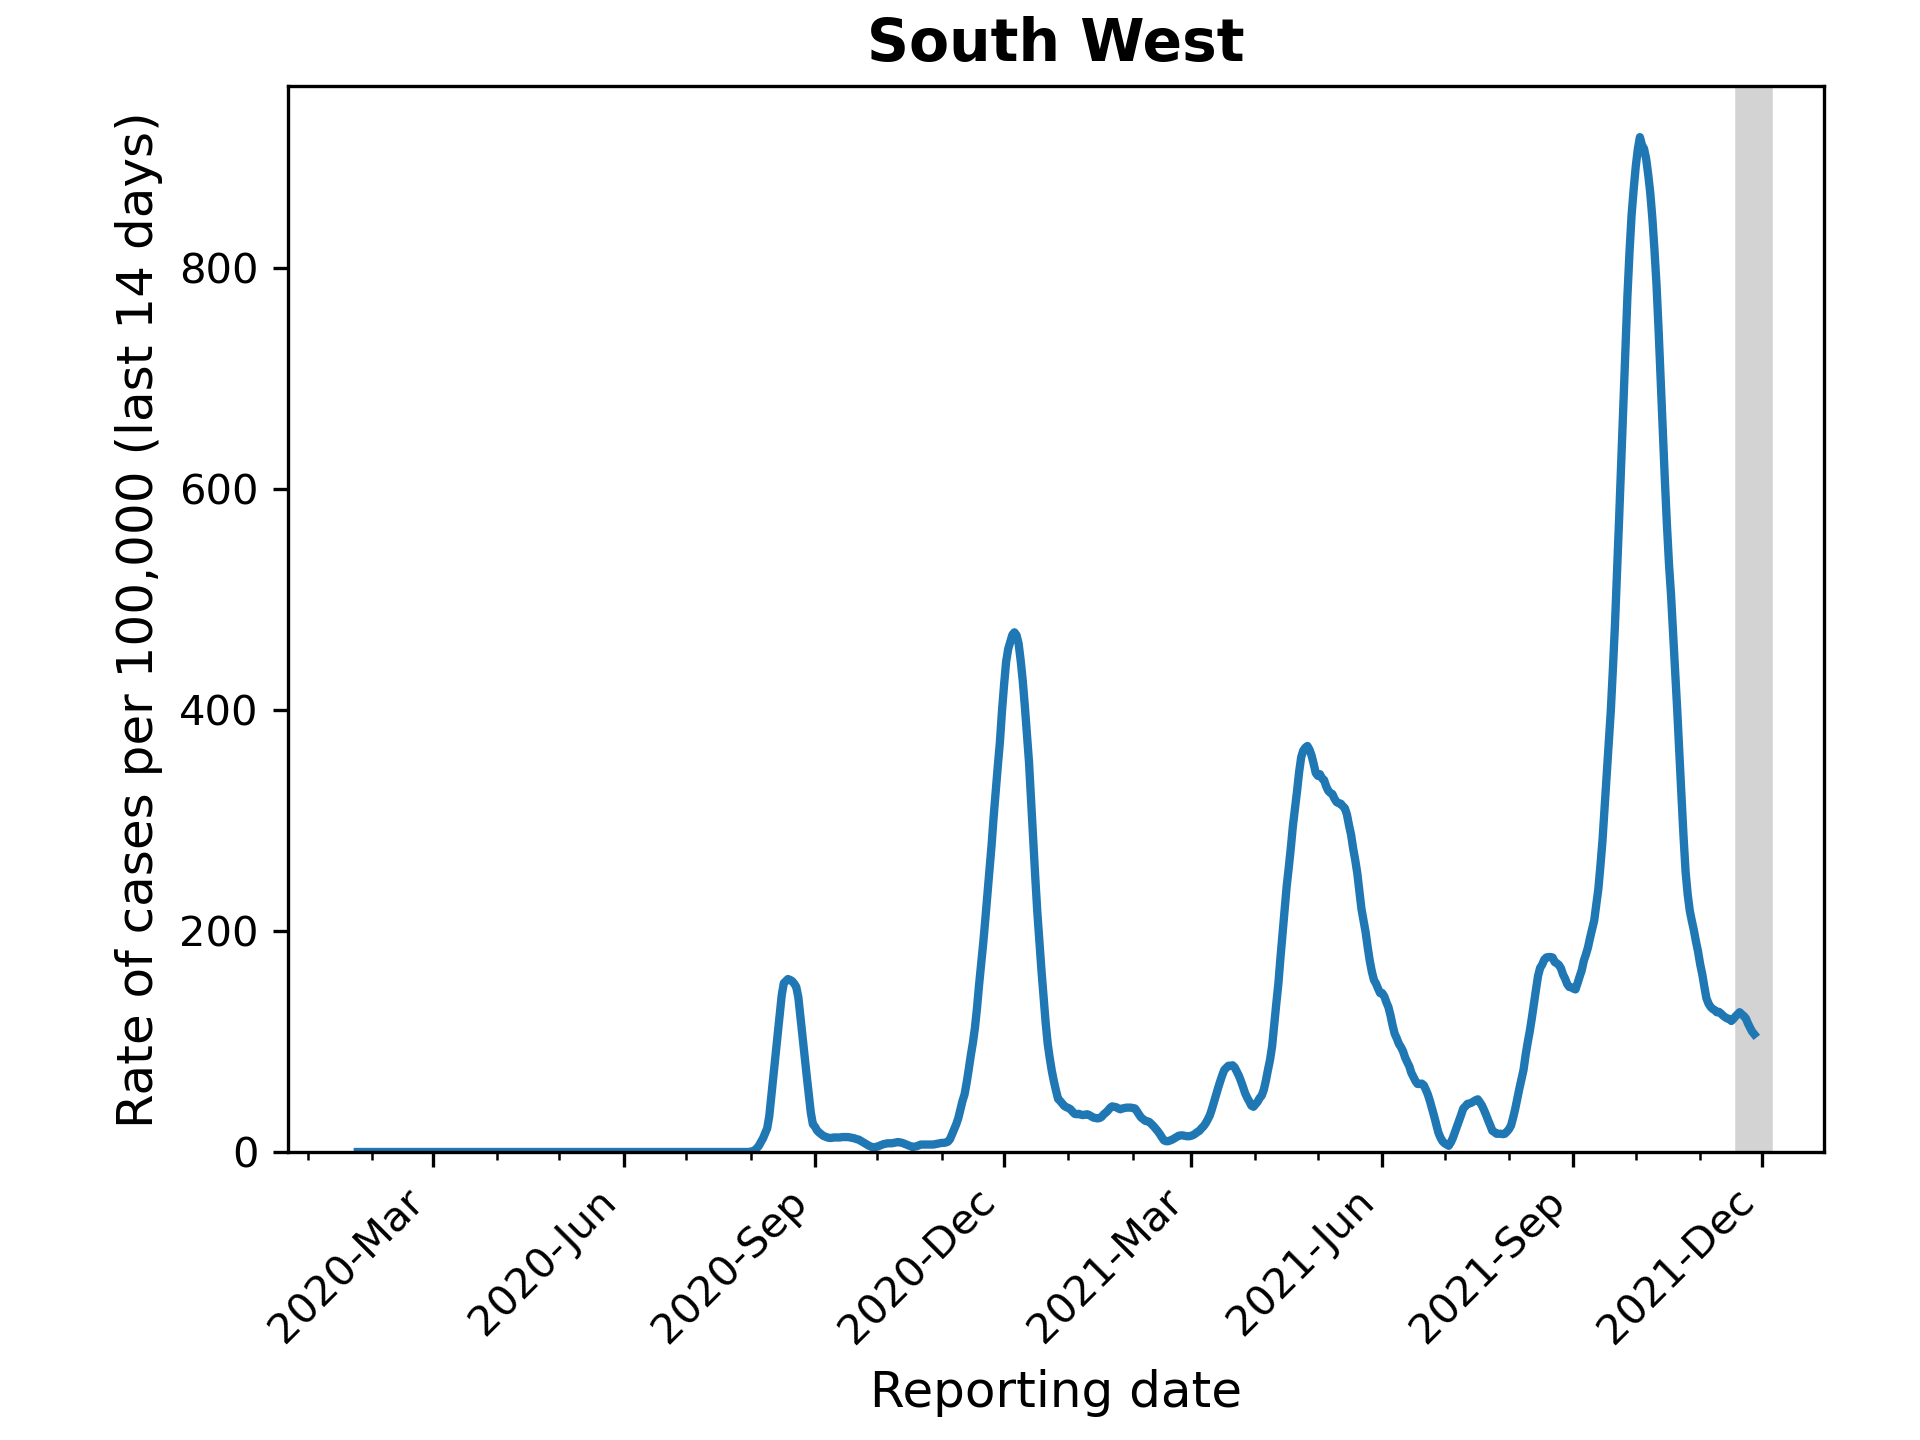 South West
Rate of cases per 100,000 (last 14 days)
800
600
400
200
0
2020-Mar
2020-Jun
2020-Sep
2020-Dec
2021-Mar
2021-Jun
2021-Sep
2021-Dec
Reporting date